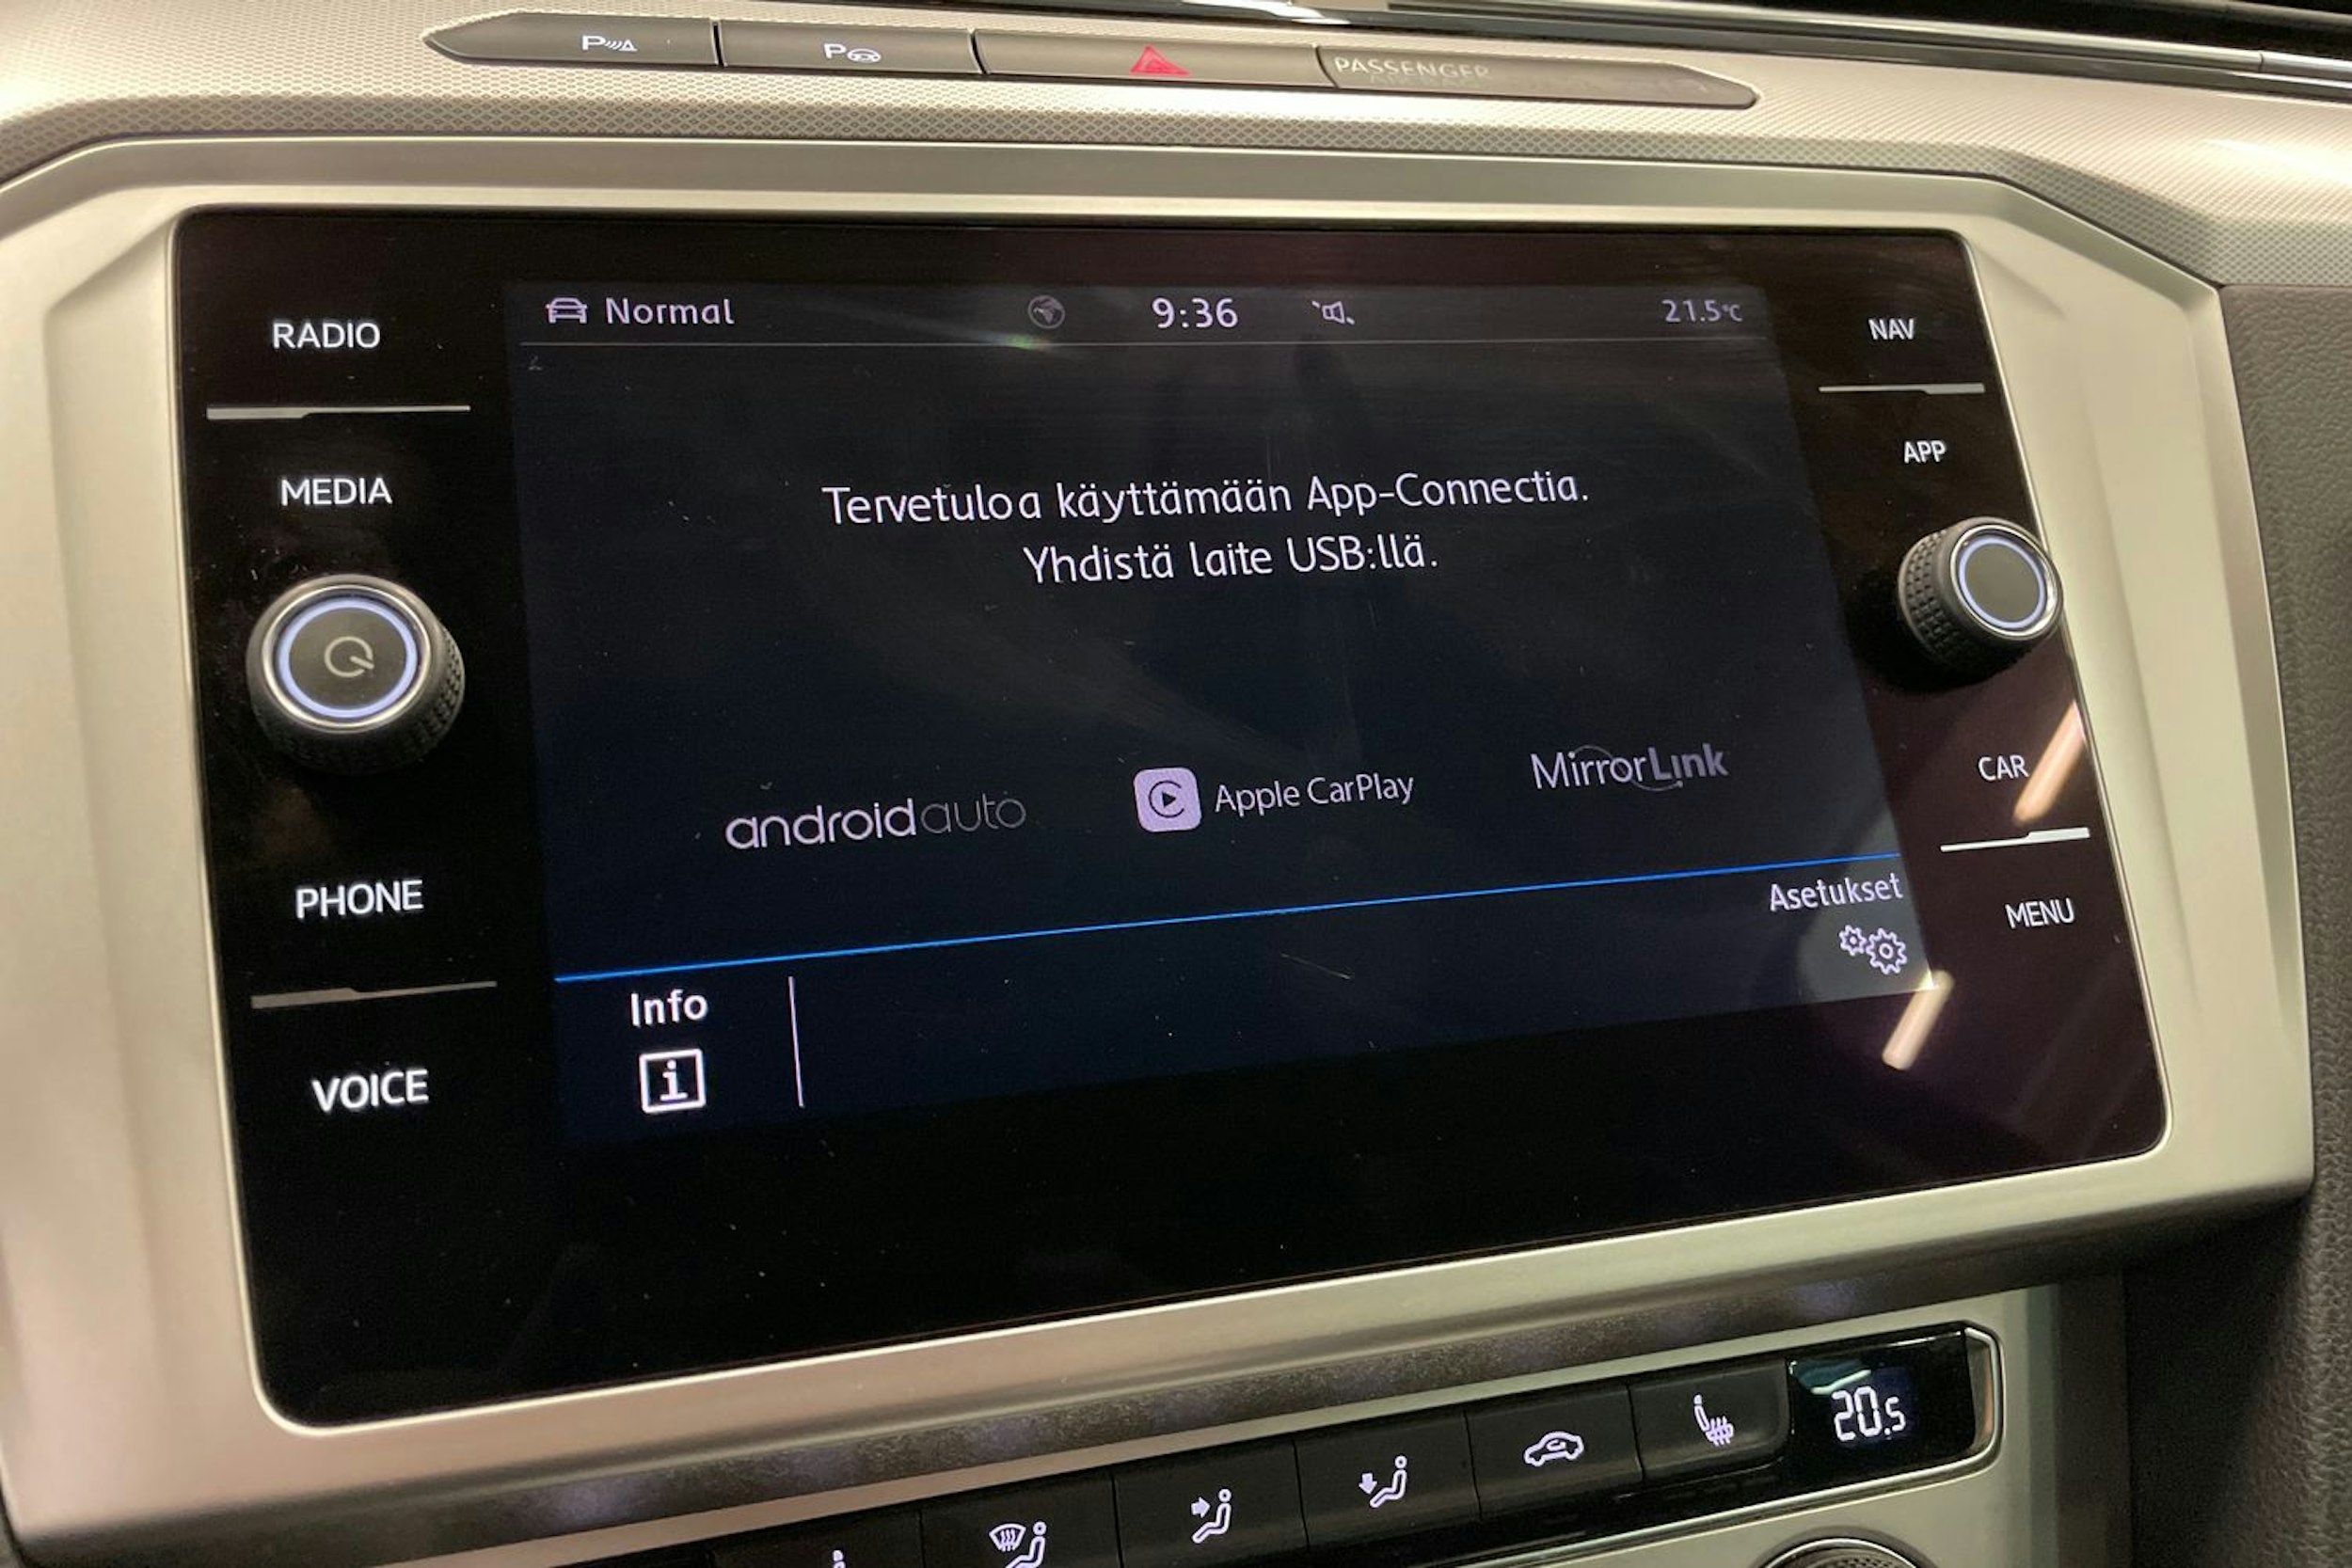 P
P
PASSENGER
RADIO
MEDIA
PHONE
VOICE
Normal
9:36
21.5°C
Tervetuloa käyttämään App-Connectia.
Yhdistä laite USB:llä.
androidauto
Apple CarPlay
MirrorLink
Asetukset
Info
i
NAV
APP
CAR
MENU
20.5